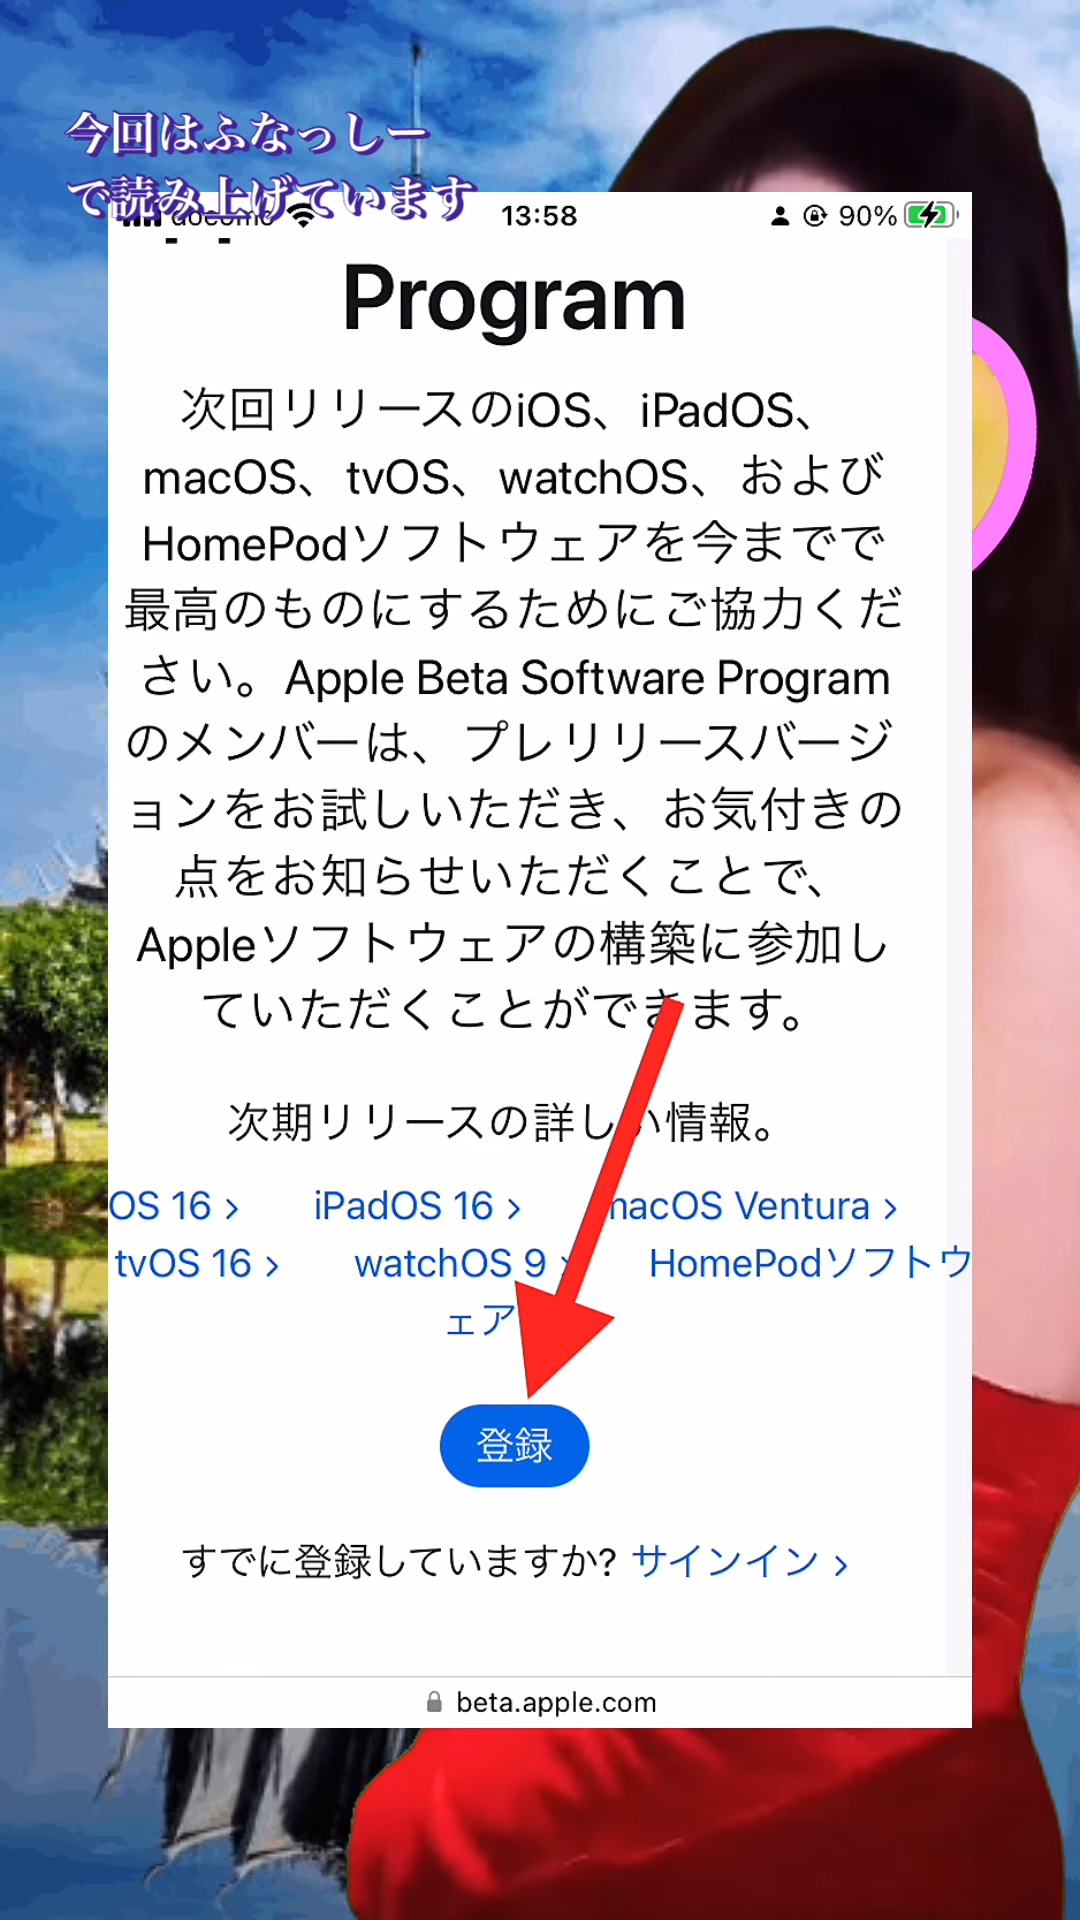 今回はふなっしー
で読み上げています
docomo 13:58 90%
Program
次回リリースのiOS、iPadOS、
macOS、tvOS、watchOS、および
HomePodソフトウェアを今までで
最高のものにするためにご協力くだ
さい。Apple Beta Software Program
のメンバーは、プレリリースバージ
ョンをお試しいただき、お気付きの
点をお知らせいただくことで、
Appleソフトウェアの構築に参加し
ていただくことができます。
次期リリースの詳しい情報。
OS 16 > iPadOS 16 > macOS Ventura >
tvOS 16 > watchOS 9 > HomePodソフトウ
ェア
登録
すでに登録していますか? サインイン >
beta.apple.com